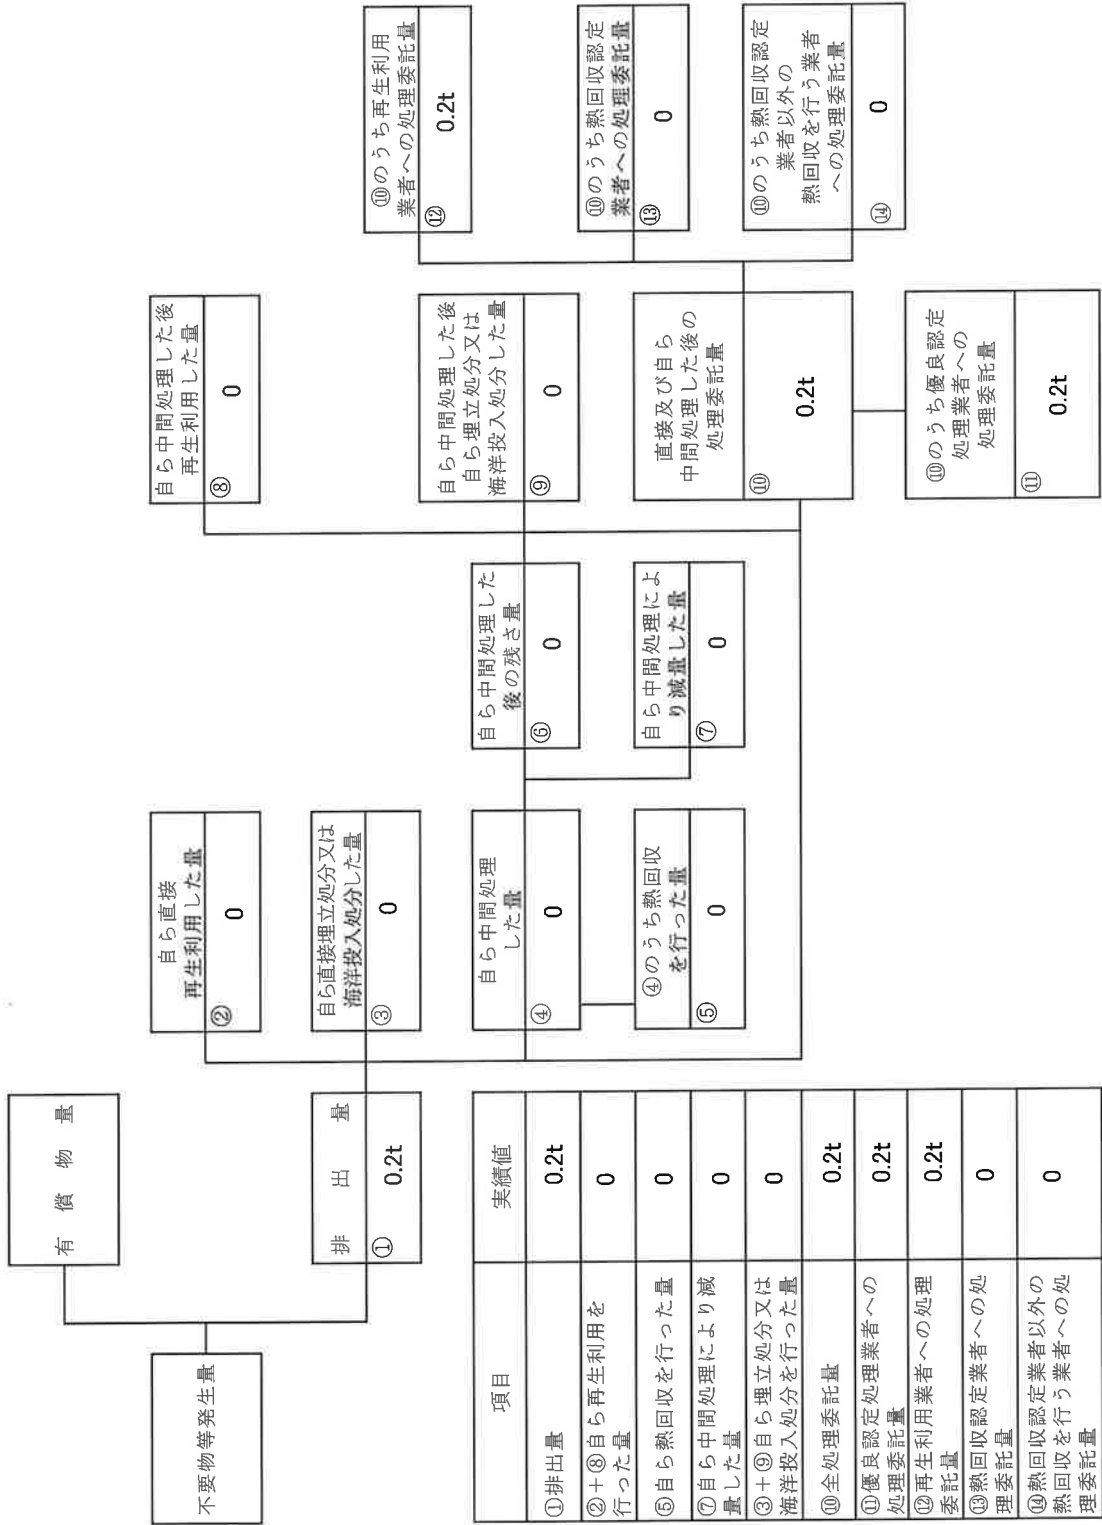 不要物等発生量
有償物量
排出量
①
0.2t
自ら直接
再生利用した量
②
0
自ら直接埋立処分又は
海洋投入処分した量
③
0
自ら中間処理
した量
④
0
④のうち熱回収
を行った量
⑤
0
自ら中間処理した
後の残さ量
⑥
0
自ら中間処理によ
り減量した量
⑦
0
自ら中間処理した後
再生利用した量
⑧
0
自ら中間処理した後
自ら埋立処分又は
海洋投入処分した量
⑨
0
直接及び自ら
中間処理した後の
処理委託量
⑩
0.2t
⑩のうち優良認定
処理業者への
処理委託量
⑪
0.2t
⑩のうち再生利用
業者への処理委託量
⑫
0.2t
⑩のうち熱回収認定
業者への処理委託量
⑬
0
⑩のうち熱回収認定
業者以外の
熱回収を行う業者
への処理委託量
⑭
0
項目
実績値
①排出量
0.2t
②+⑧自ら再生利用を
行った量
0
⑤自ら熱回収を行った量
0
⑦自ら中間処理により減
量した量
0
③+⑨自ら埋立処分又は
海洋投入処分を行った量
0
⑩全処理委託量
0.2t
⑪優良認定処理業者への
処理委託量
0.2t
⑫再生利用業者への処理
委託量
0.2t
⑬熱回収認定業者への処
理委託量
0
⑭熱回収認定業者以外の
熱回収を行う業者への処
理委託量
0